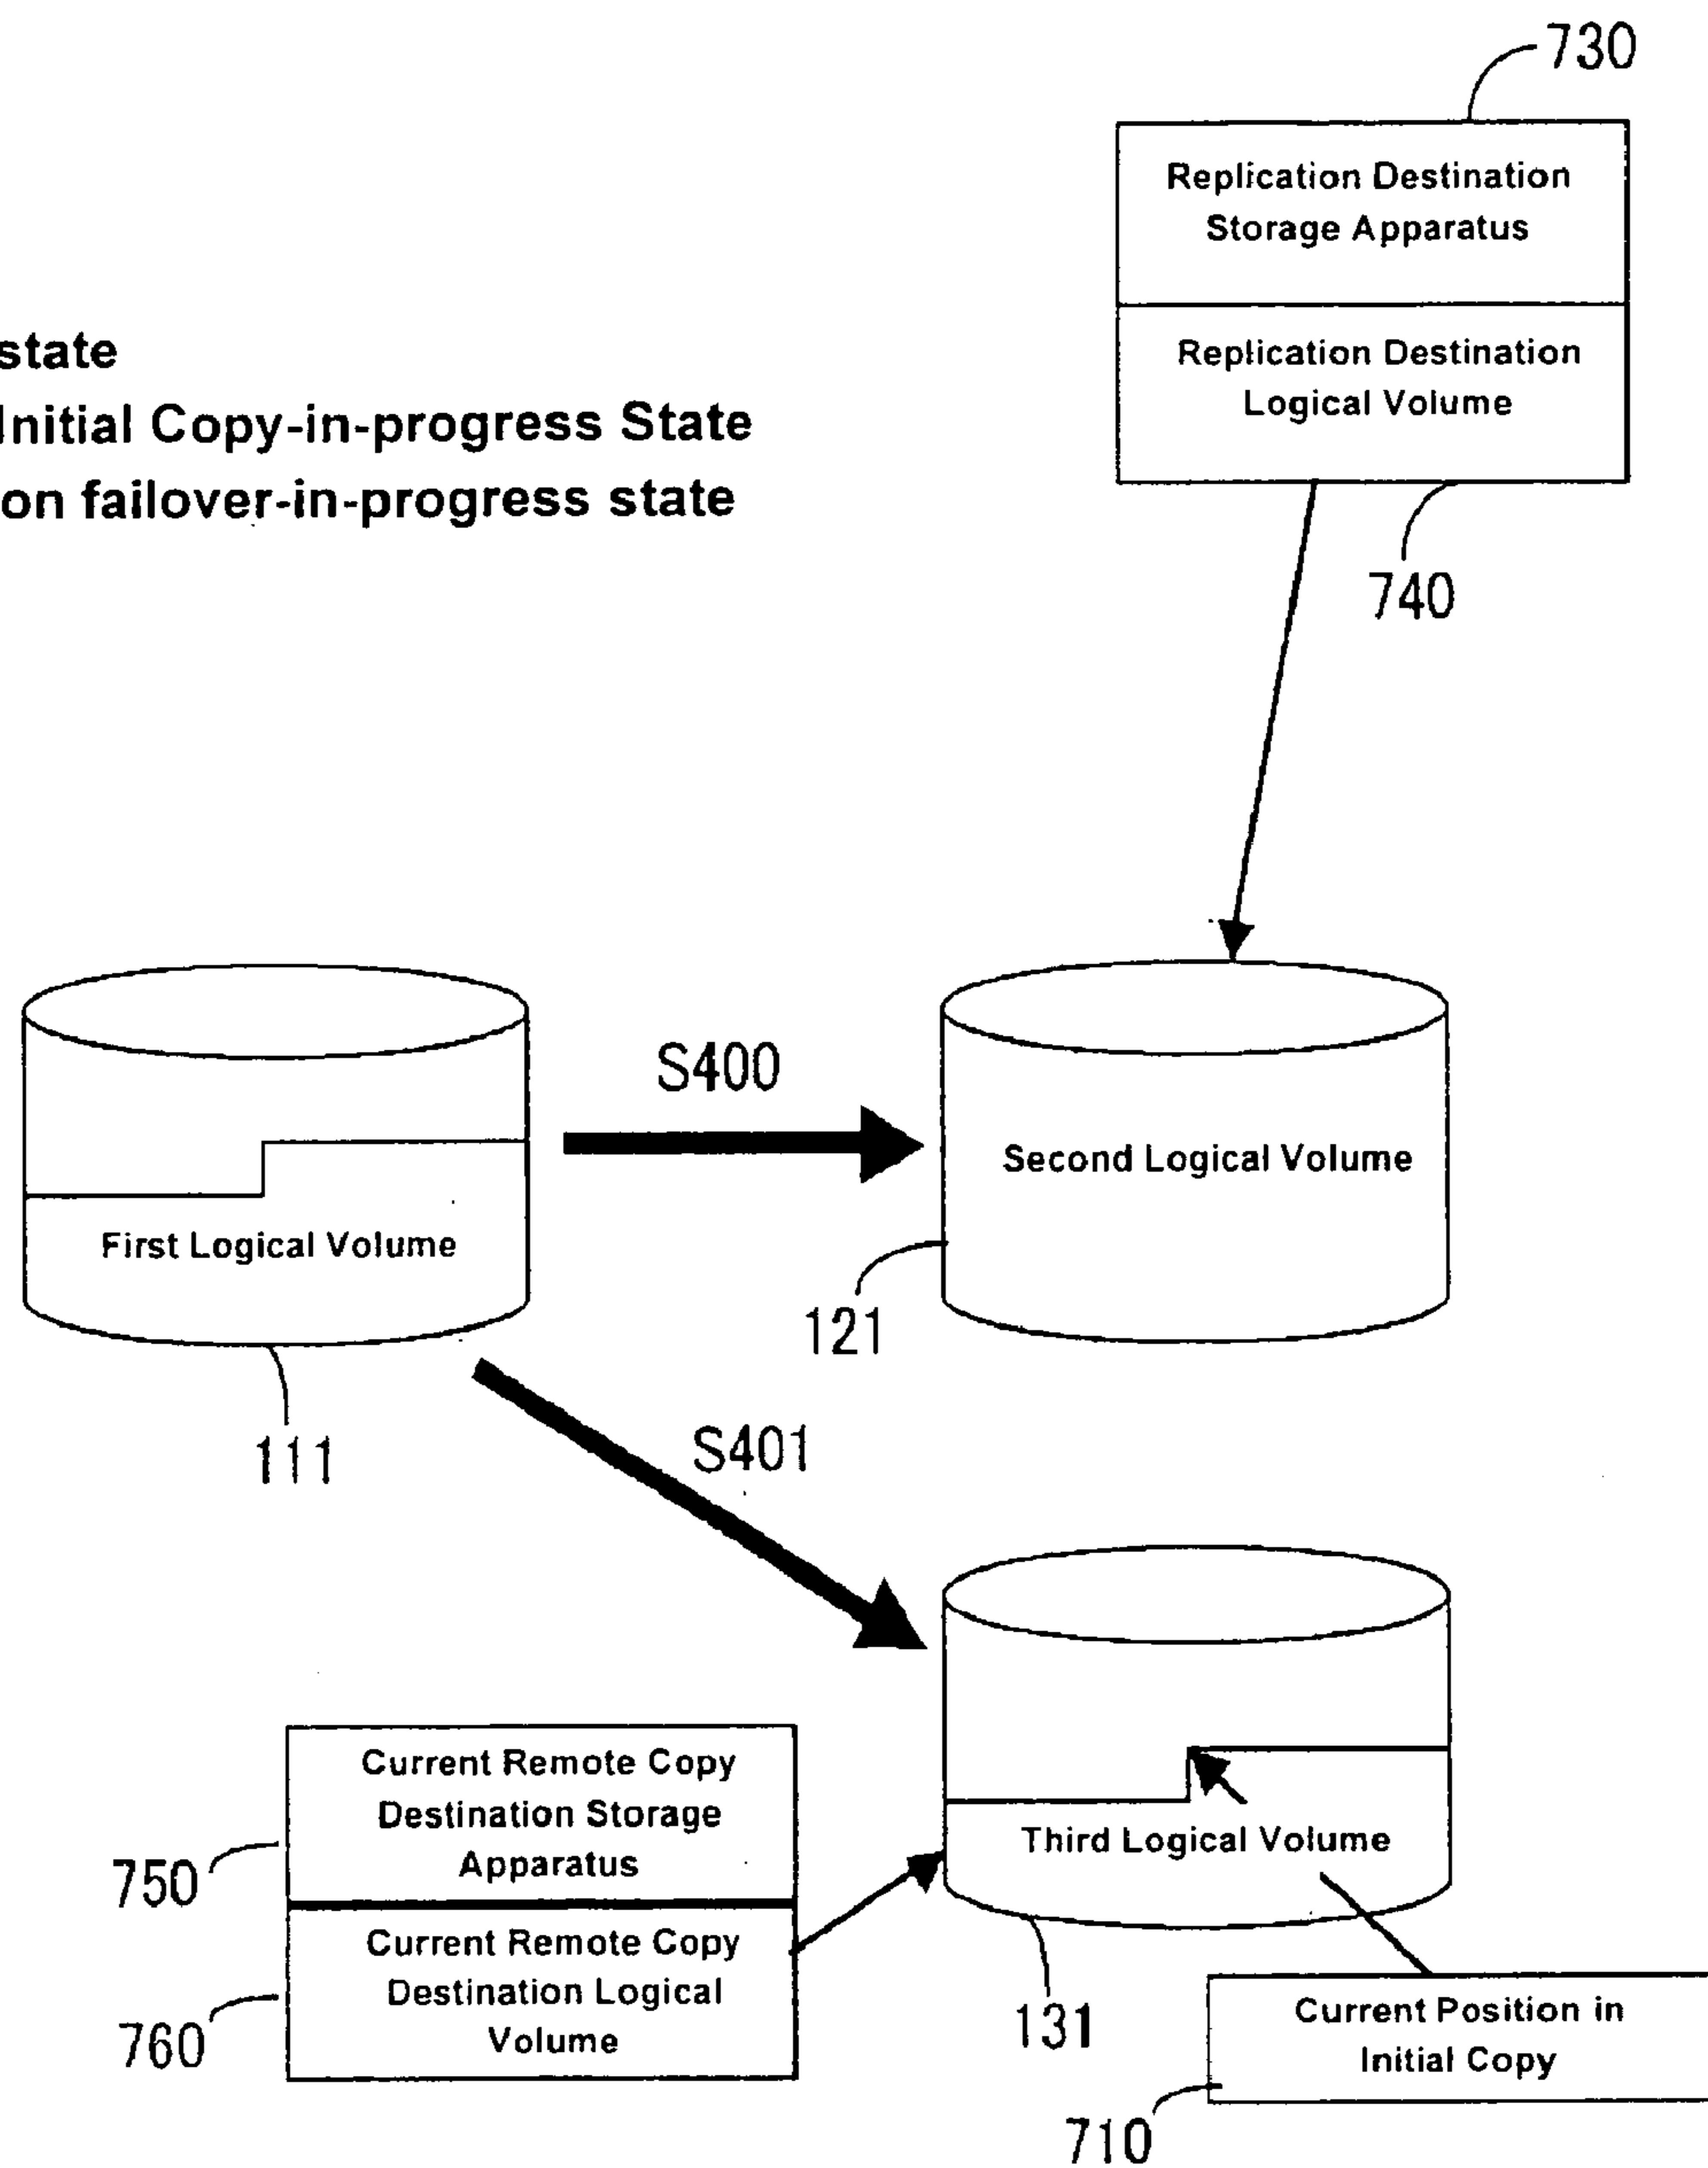 730
Replication Destination
Storage Apparatus
Replication Destination
Logical Volume
740
state
Initial Copy-in-progress State
on failover-in-progress state
S400
First Logical Volume
Second Logical Volume
121
111
S401
Current Remote Copy
Destination Storage
Apparatus
750
Current Remote Copy
Destination Logical
Volume
760
Third Logical Volume
131
Current Position in
Initial Copy
710